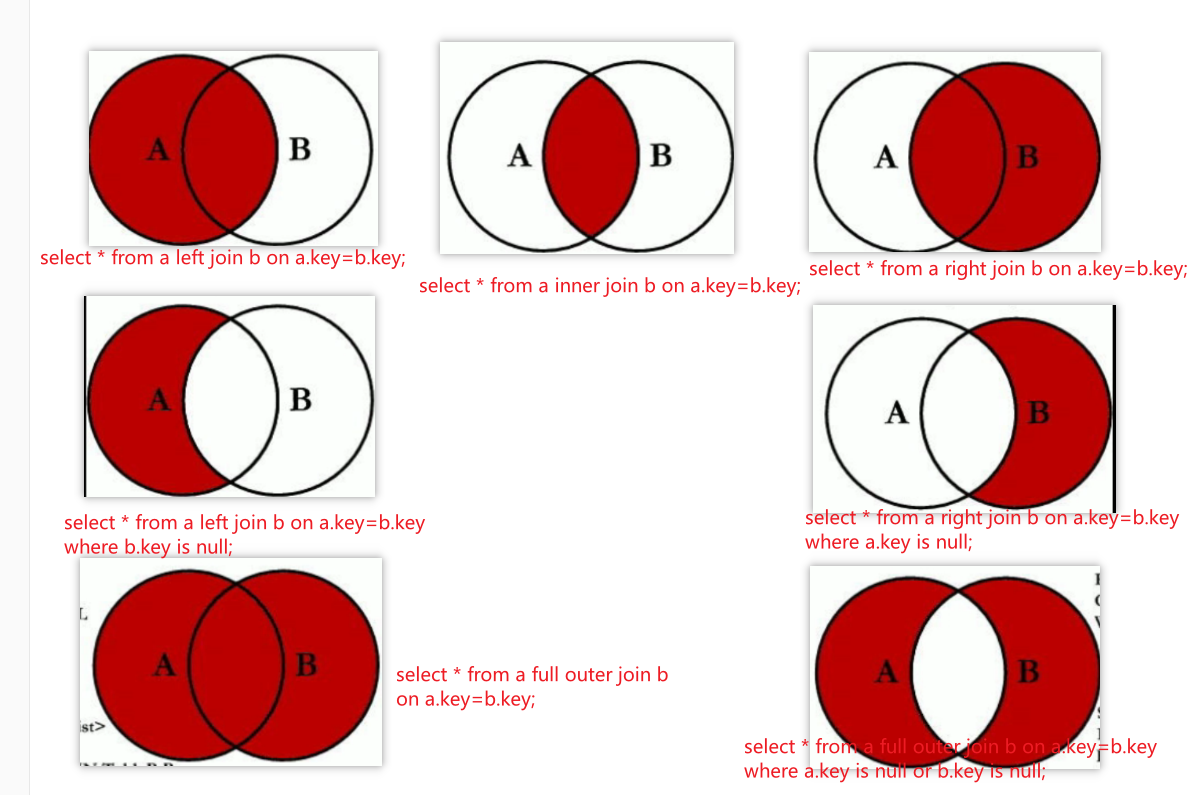 A B
A B
A B
select * from a left join b on a.key=b.key;
select * from a inner join b on a.key=b.key;
select * from a right join b on a.key=b.key;
A B
A B
select * from a left join b on a.key=b.key
where b.key is null;
select * from a right join b on a.key=b.key
where a.key is null;
L
A B
ist>
select * from a full outer join b
on a.key=b.key;
A B
select * from a full outer join b on a.key=b.key
where a.key is null or b.key is null;